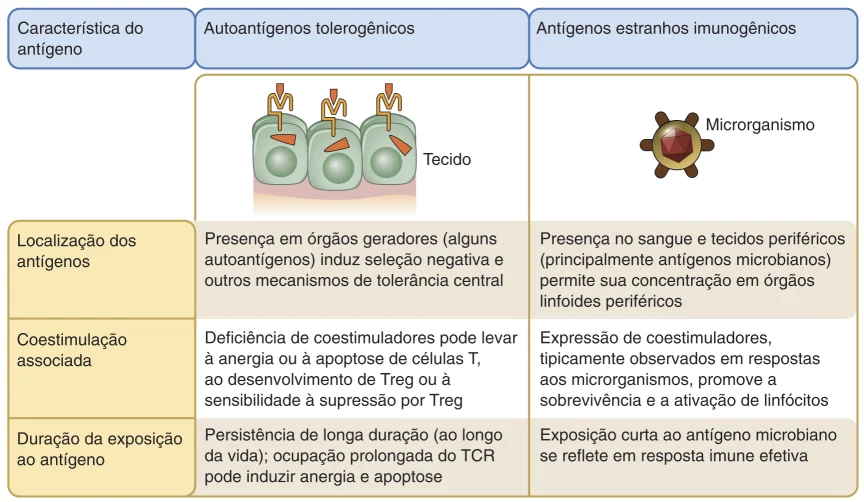 Característica do
antígeno
Autoantígenos tolerogênicos
Antígenos estranhos imunogênicos
Tecido
Microrganismo
Localização dos
antígenos
Presença em órgãos geradores (alguns
autoantígenos) induz seleção negativa e
outros mecanismos de tolerância central
Presença no sangue e tecidos periféricos
(principalmente antígenos microbianos)
permite sua concentração em órgãos
linfoides periféricos
Coestimulação
associada
Deficiência de coestimuladores pode levar
à anergia ou à apoptose de células T,
ao desenvolvimento de Treg ou à
sensibilidade à supressão por Treg
Expressão de coestimuladores,
tipicamente observados em respostas
aos microrganismos, promove a
sobrevivência e a ativação de linfócitos
Duração da exposição
ao antígeno
Persistência de longa duração (ao longo
da vida); ocupação prolongada do TCR
pode induzir anergia e apoptose
Exposição curta ao antígeno microbiano
se reflete em resposta imune efetiva